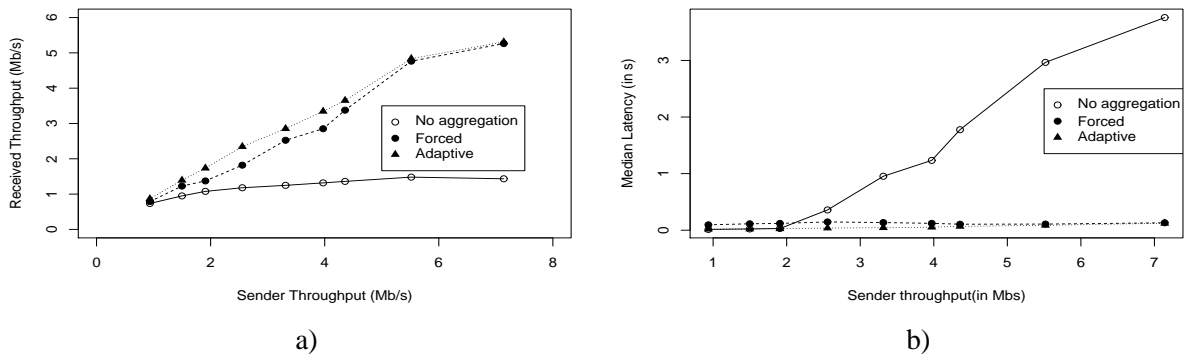 Received Throughput (Mb/s)
6
5
4
3
2
1
0
No aggregation
Forced
Adaptive
0 2 4 6 8
Sender Throughput (Mb/s)
a)
Median Latency (in s)
3
2
1
0
No aggregation
Forced
Adaptive
1 2 3 4 5 6 7
Sender throughput(in Mbs)
b)